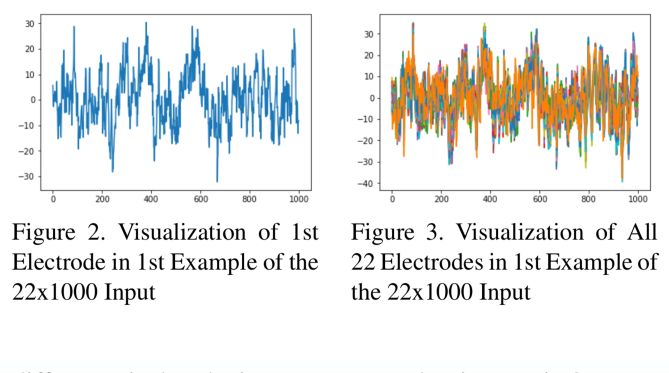 30
20
10
0
−10
−20
−30
0 200 400 600 800 1000
30
20
10
0
−10
−20
−30
−40
0 200 400 600 800 1000
Figure 2. Visualization of 1st
Electrode in 1st Example of the
22x1000 Input
Figure 3. Visualization of All
22 Electrodes in 1st Example of
the 22x1000 Input